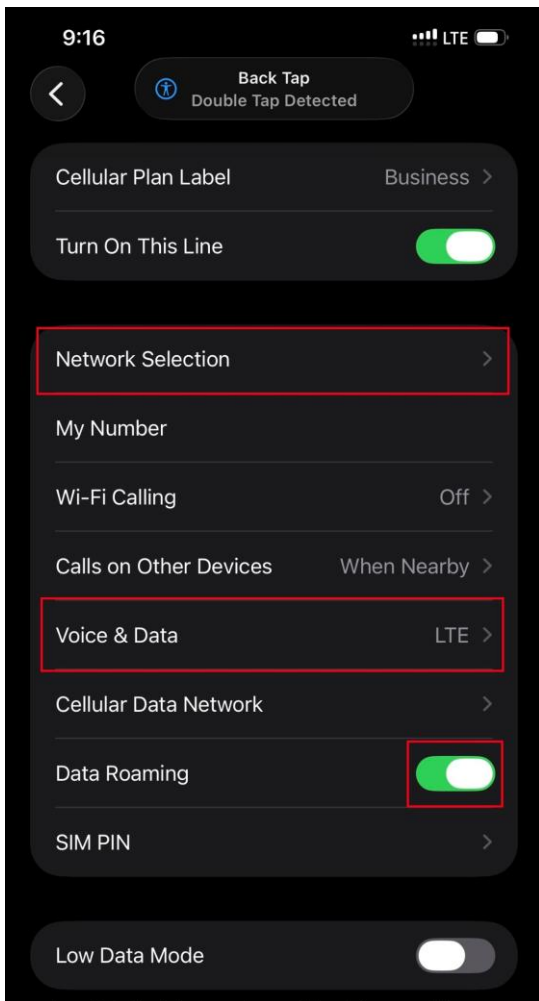 9:16
LTE
Back Tap
Double Tap Detected
Cellular Plan Label Business
Turn On This Line
Network Selection
My Number
Wi-Fi Calling Off
Calls on Other Devices When Nearby
Voice & Data LTE
Cellular Data Network
Data Roaming
SIM PIN
Low Data Mode